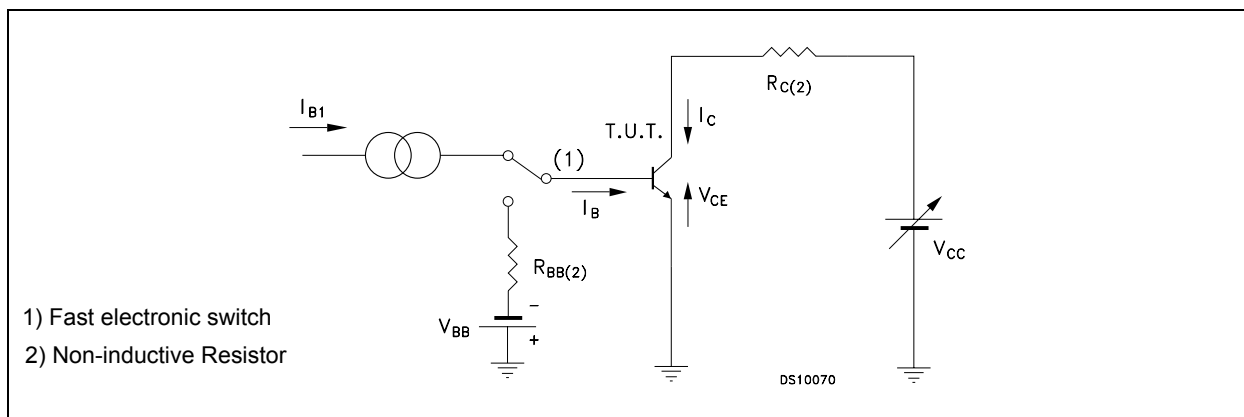 I_B1
T.U.T.
I_C
R_C(2)
(1)
I_B
V_CE
R_BB(2)
V_BB
-
+
V_CC
1) Fast electronic switch
2) Non-inductive Resistor
DS10070